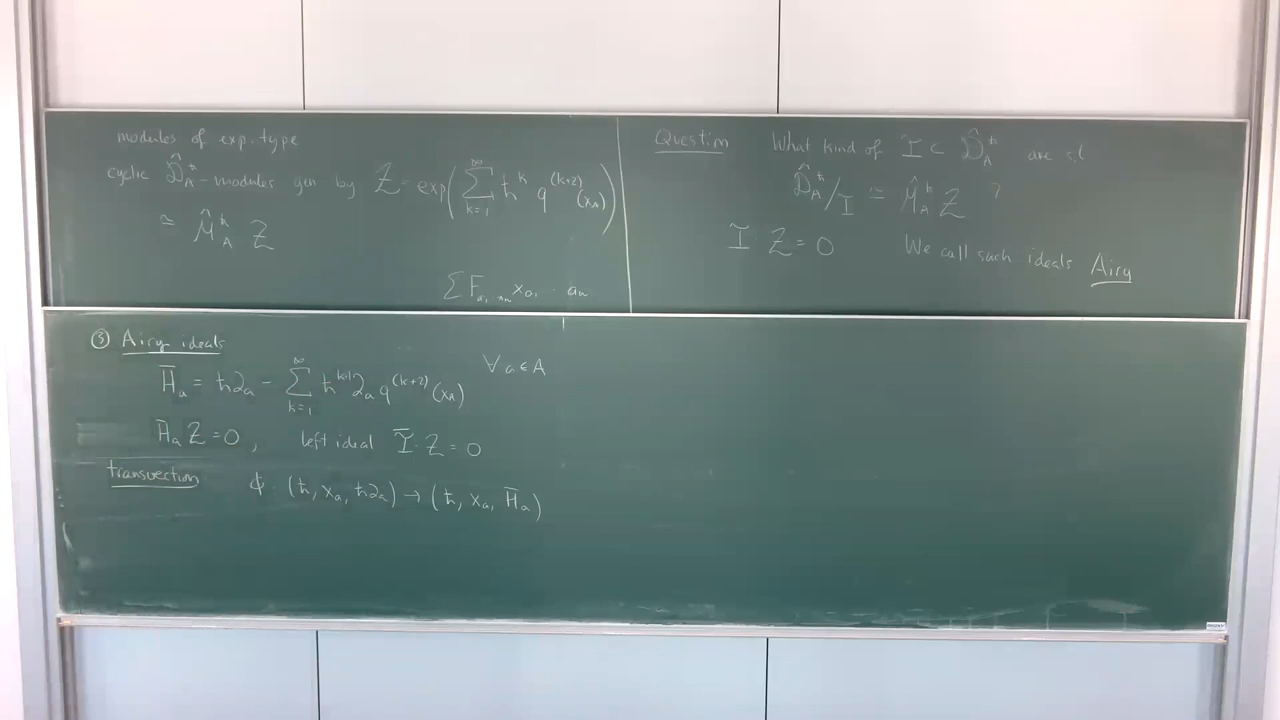 modules of exp. type
cyclic D̂_A^ħ-modules gen by Z = exp(∑_{k=1}^∞ ħ^k q^{(k+2)}(x_A))
≃ M̂_A^ħ Z
∑ F_{a_1…a_n} x_{a_1} … a_n
Question What kind of I ⊂ D̂_A^ħ are s.t
D̂_A^ħ / I ≃ M̂_A^ħ Z ?
I Z = 0 We call such ideals Airy
③ Airy ideals
H̄_a = ħ∂_a − ∑_{k=1}^∞ ħ^{k+1} ∂_a q^{(k+2)}(x_A) ∀ a ∈ A
H̄_a Z = 0, left ideal Ī · Z = 0
transvection ϕ : (ħ, x_a, ħ∂_a) → (ħ, x_a, H̄_a)